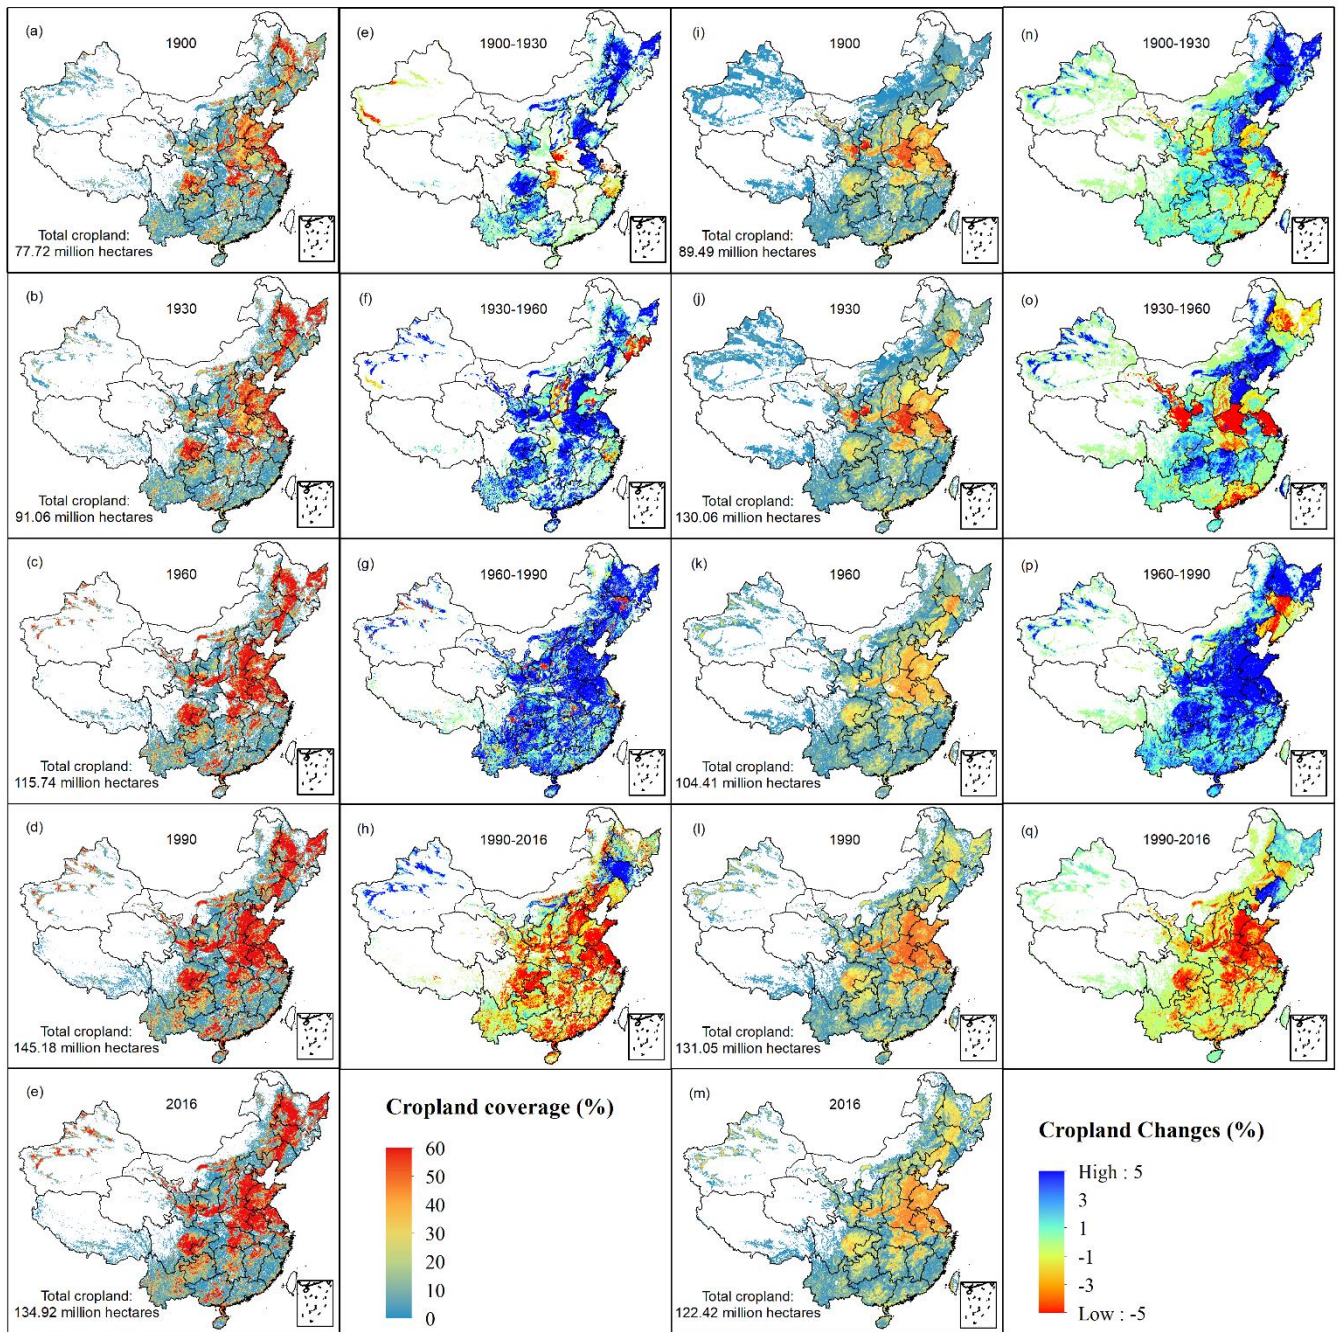 (a)
1900
Total cropland:
77.72 million hectares
(e)
1900-1930
(i)
1900
Total cropland:
89.49 million hectares
(n)
1900-1930
(b)
1930
Total cropland:
91.06 million hectares
(f)
1930-1960
(j)
1930
Total cropland:
130.06 million hectares
(o)
1930-1960
(c)
1960
Total cropland:
115.74 million hectares
(g)
1960-1990
(k)
1960
Total cropland:
104.41 million hectares
(p)
1960-1990
(d)
1990
Total cropland:
145.18 million hectares
(h)
1990-2016
(l)
1990
Total cropland:
131.05 million hectares
(q)
1990-2016
(e)
2016
Total cropland:
134.92 million hectares
Cropland coverage (%)
60
50
40
30
20
10
0
(m)
2016
Total cropland:
122.42 million hectares
Cropland Changes (%)
High : 5
3
1
-1
-3
Low : -5